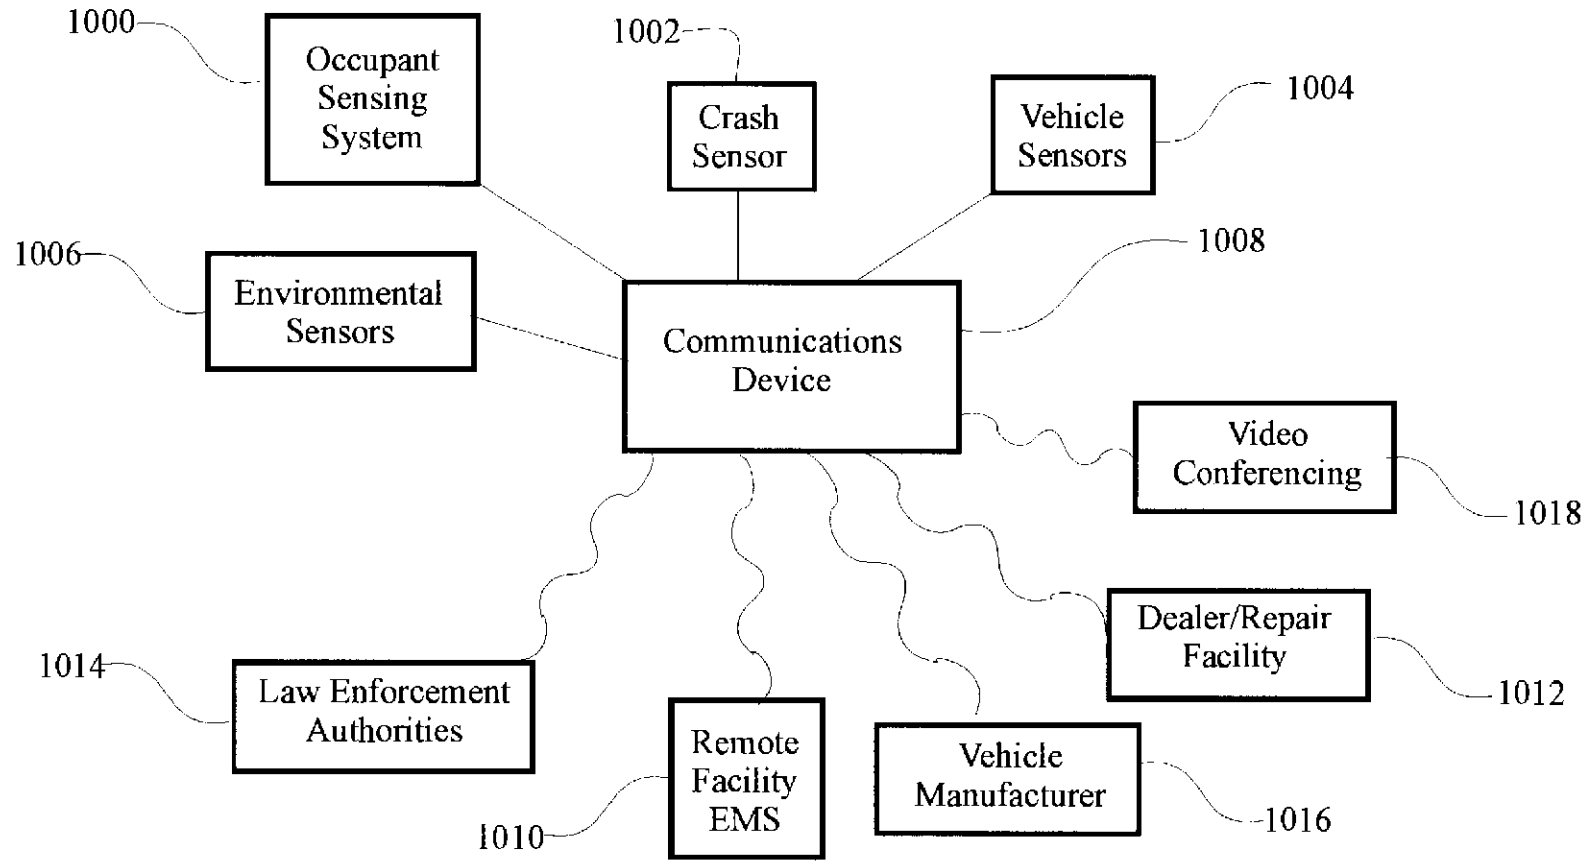 1000
Occupant
Sensing
System
1002
Crash
Sensor
Vehicle
Sensors
1004
1006
Environmental
Sensors
1008
Communications
Device
Video
Conferencing
1018
Dealer/Repair
Facility
1012
1014
Law Enforcement
Authorities
Remote
Facility
EMS
1010
Vehicle
Manufacturer
1016